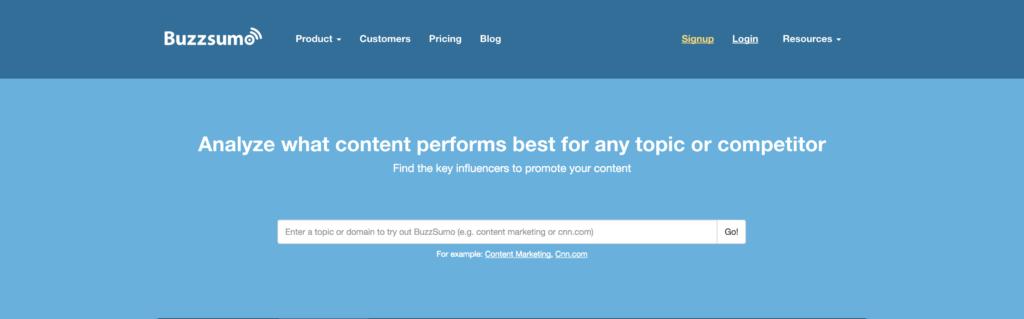 Buzzsumo Product Customers Pricing Blog Signup Login Resources
Analyze what content performs best for any topic or competitor
Find the key influencers to promote your content
Enter a topic or domain to try out BuzzSumo (e.g. content marketing or cnn.com) Go!
For example: Content Marketing, Cnn.com